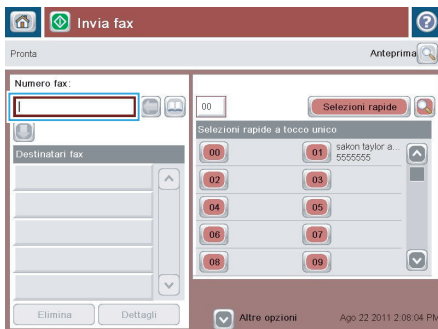 Invia fax
?
Pronta
Anteprima
Numero fax:
00
Selezioni rapide
Selezioni rapide a tocco unico
Destinatari fax
00
01
sakon taylor a...
5555555
02
03
04
05
06
07
08
09
Elimina
Dettagli
Altre opzioni
Ago 22 2011 2:08:04 PM